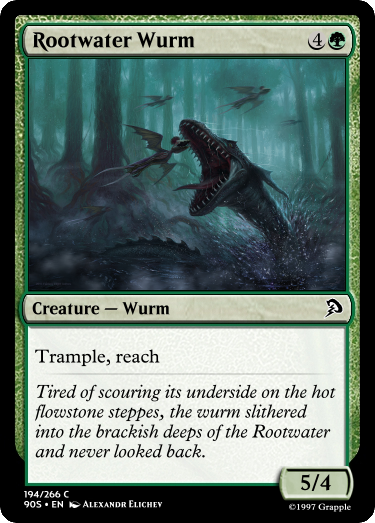 Rootwater Wurm 4
Creature — Wurm
Trample, reach
Tired of scouring its underside on the hot
flowstone steppes, the wurm slithered
into the brackish deeps of the Rootwater
and never looked back.
5/4
194/266 C
90S • EN Alexandr Elichev
©1997 Grapple